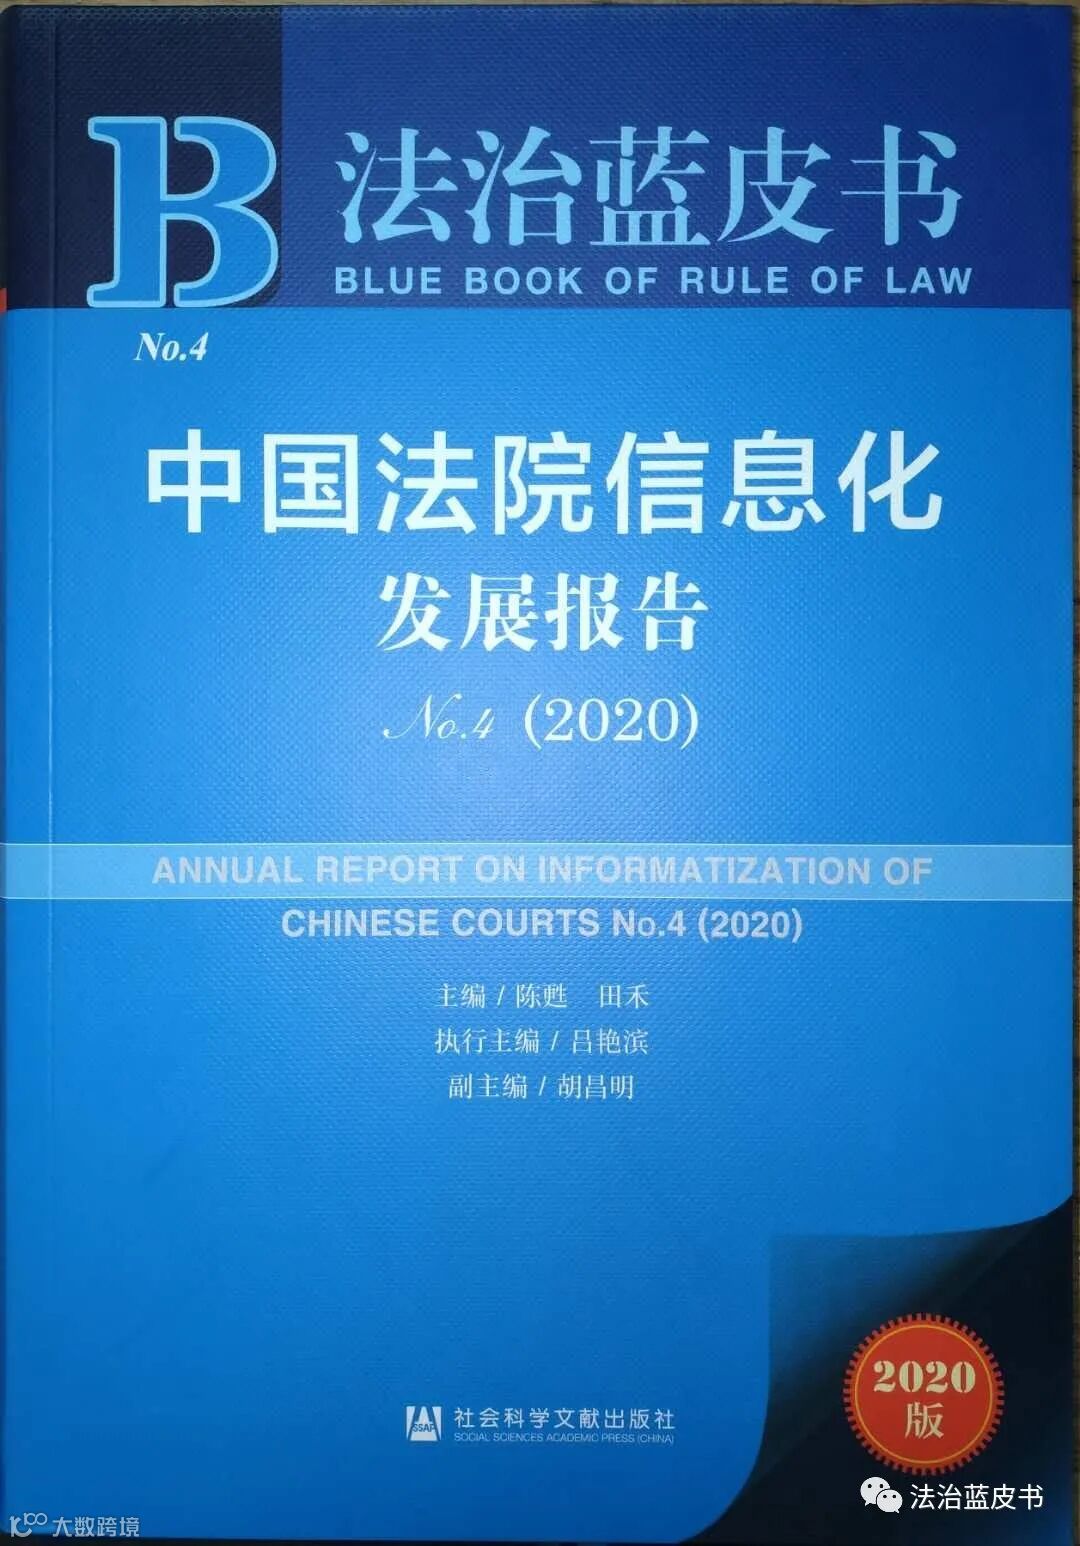 B
法治蓝皮书
BLUE BOOK OF RULE OF LAW
No.4
中国法院信息化
发展报告
No.4 (2020)
ANNUAL REPORT ON INFORMATIZATION OF
CHINESE COURTS No.4 (2020)
主编 / 陈甦　田禾
执行主编 / 吕艳滨
副主编 / 胡昌明
2020
版
SSAP
社会科学文献出版社
SOCIAL SCIENCES ACADEMIC PRESS (CHINA)
法治蓝皮书
大数跨境